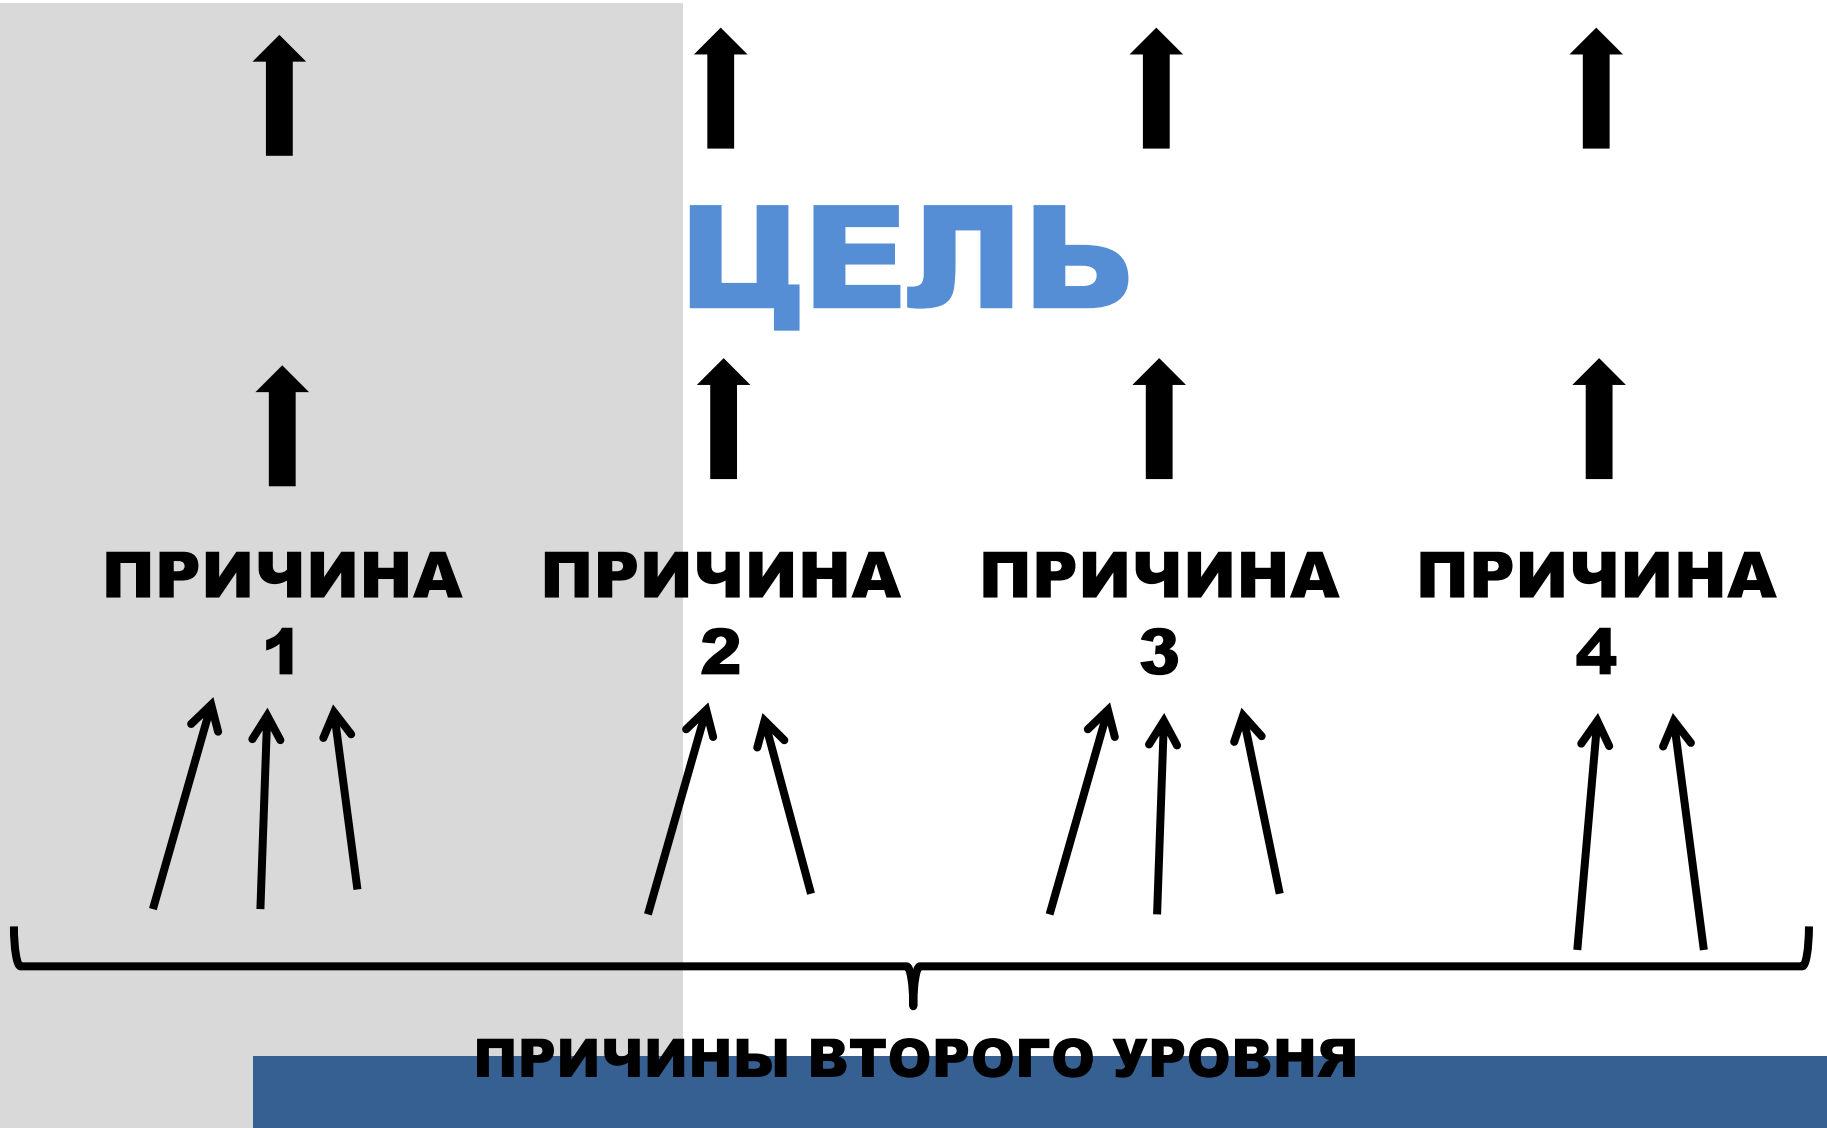 ЦЕЛЬ
ПРИЧИНА 1
ПРИЧИНА 2
ПРИЧИНА 3
ПРИЧИНА 4
ПРИЧИНЫ ВТОРОГО УРОВНЯ